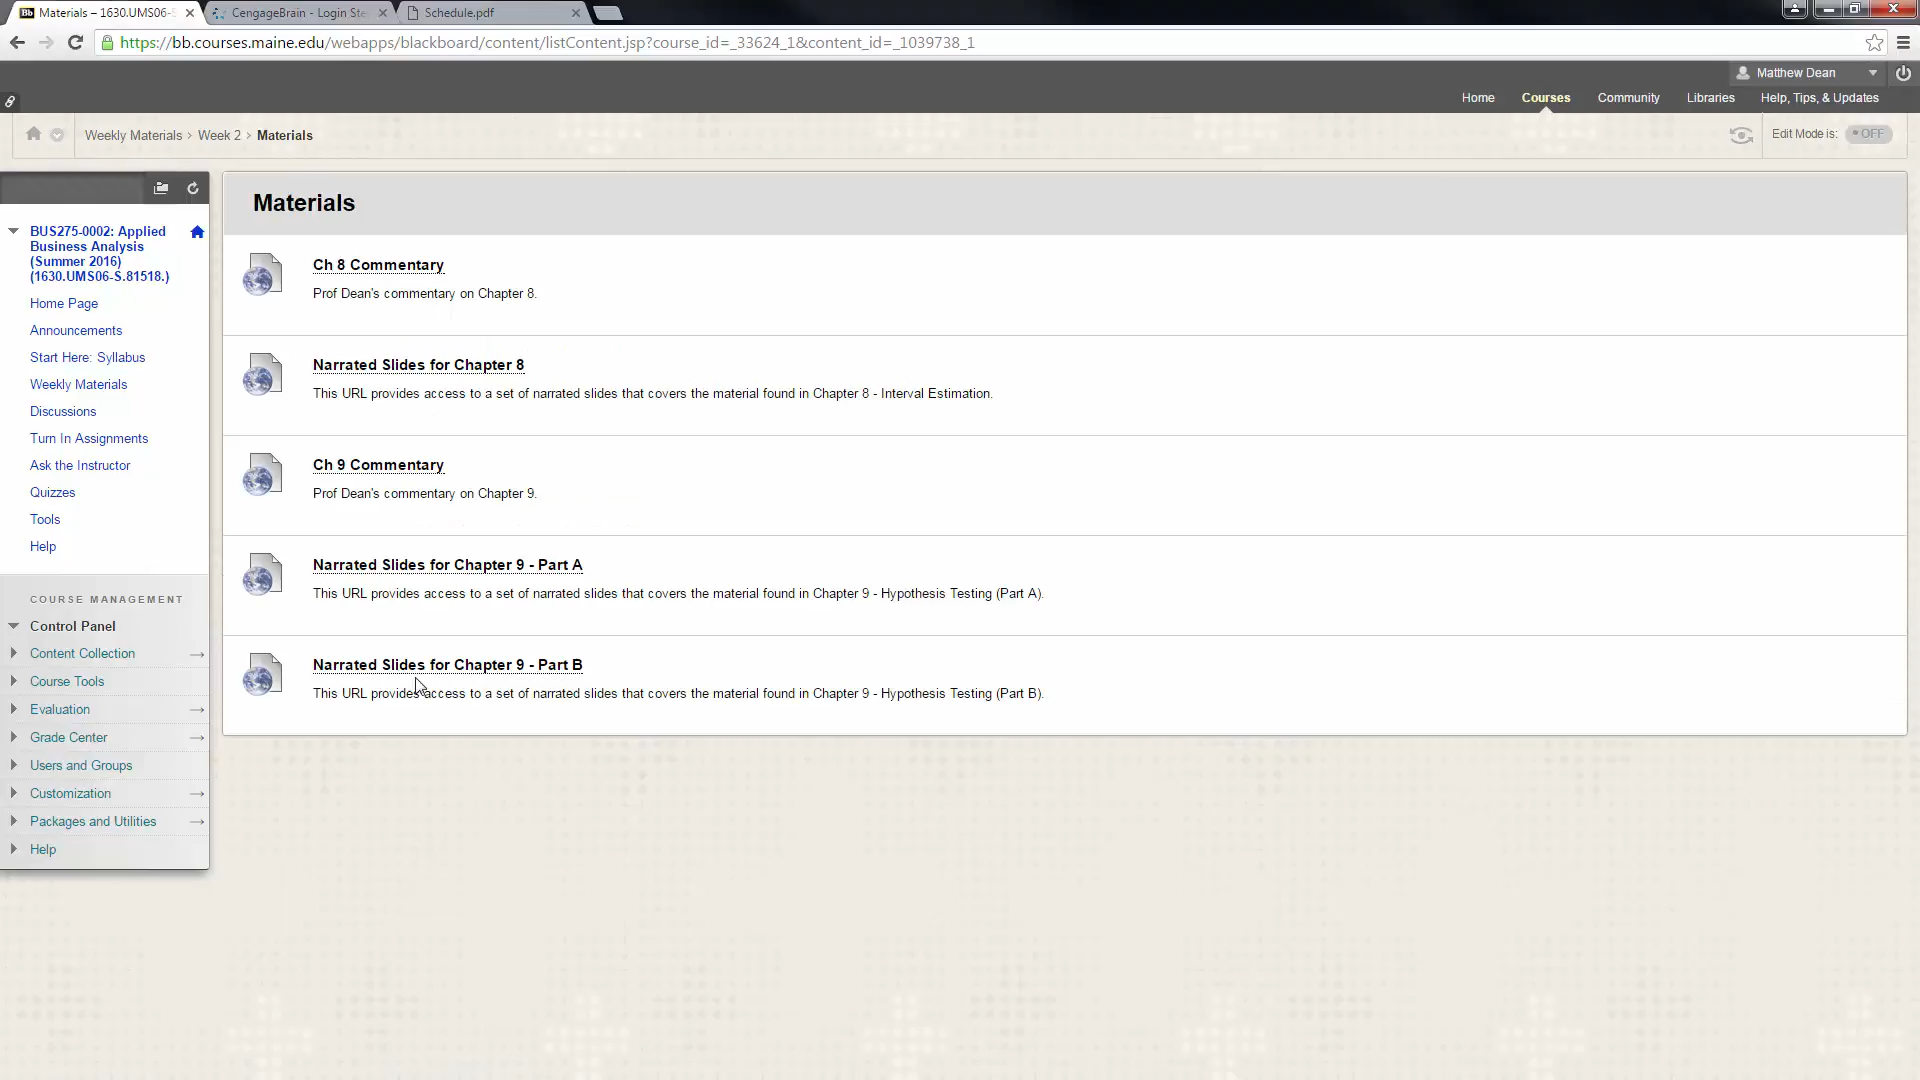 Materials – 1630.UMS06-S
CengageBrain - Login Ste
Schedule.pdf
https://bb.courses.maine.edu/webapps/blackboard/content/listContent.jsp?course_id=_33624_1&content_id=_1039738_1
Matthew Dean
Home Courses Community Libraries Help, Tips, & Updates
Weekly Materials > Week 2 > Materials
Edit Mode is: • OFF
BUS275-0002: Applied
Business Analysis
(Summer 2016)
(1630.UMS06-S.81518.)
Home Page
Announcements
Start Here: Syllabus
Weekly Materials
Discussions
Turn In Assignments
Ask the Instructor
Quizzes
Tools
Help
COURSE MANAGEMENT
Control Panel
Content Collection
Course Tools
Evaluation
Grade Center
Users and Groups
Customization
Packages and Utilities
Help
Materials
Ch 8 Commentary
Prof Dean's commentary on Chapter 8.
Narrated Slides for Chapter 8
This URL provides access to a set of narrated slides that covers the material found in Chapter 8 - Interval Estimation.
Ch 9 Commentary
Prof Dean's commentary on Chapter 9.
Narrated Slides for Chapter 9 - Part A
This URL provides access to a set of narrated slides that covers the material found in Chapter 9 - Hypothesis Testing (Part A).
Narrated Slides for Chapter 9 - Part B
This URL provides access to a set of narrated slides that covers the material found in Chapter 9 - Hypothesis Testing (Part B).